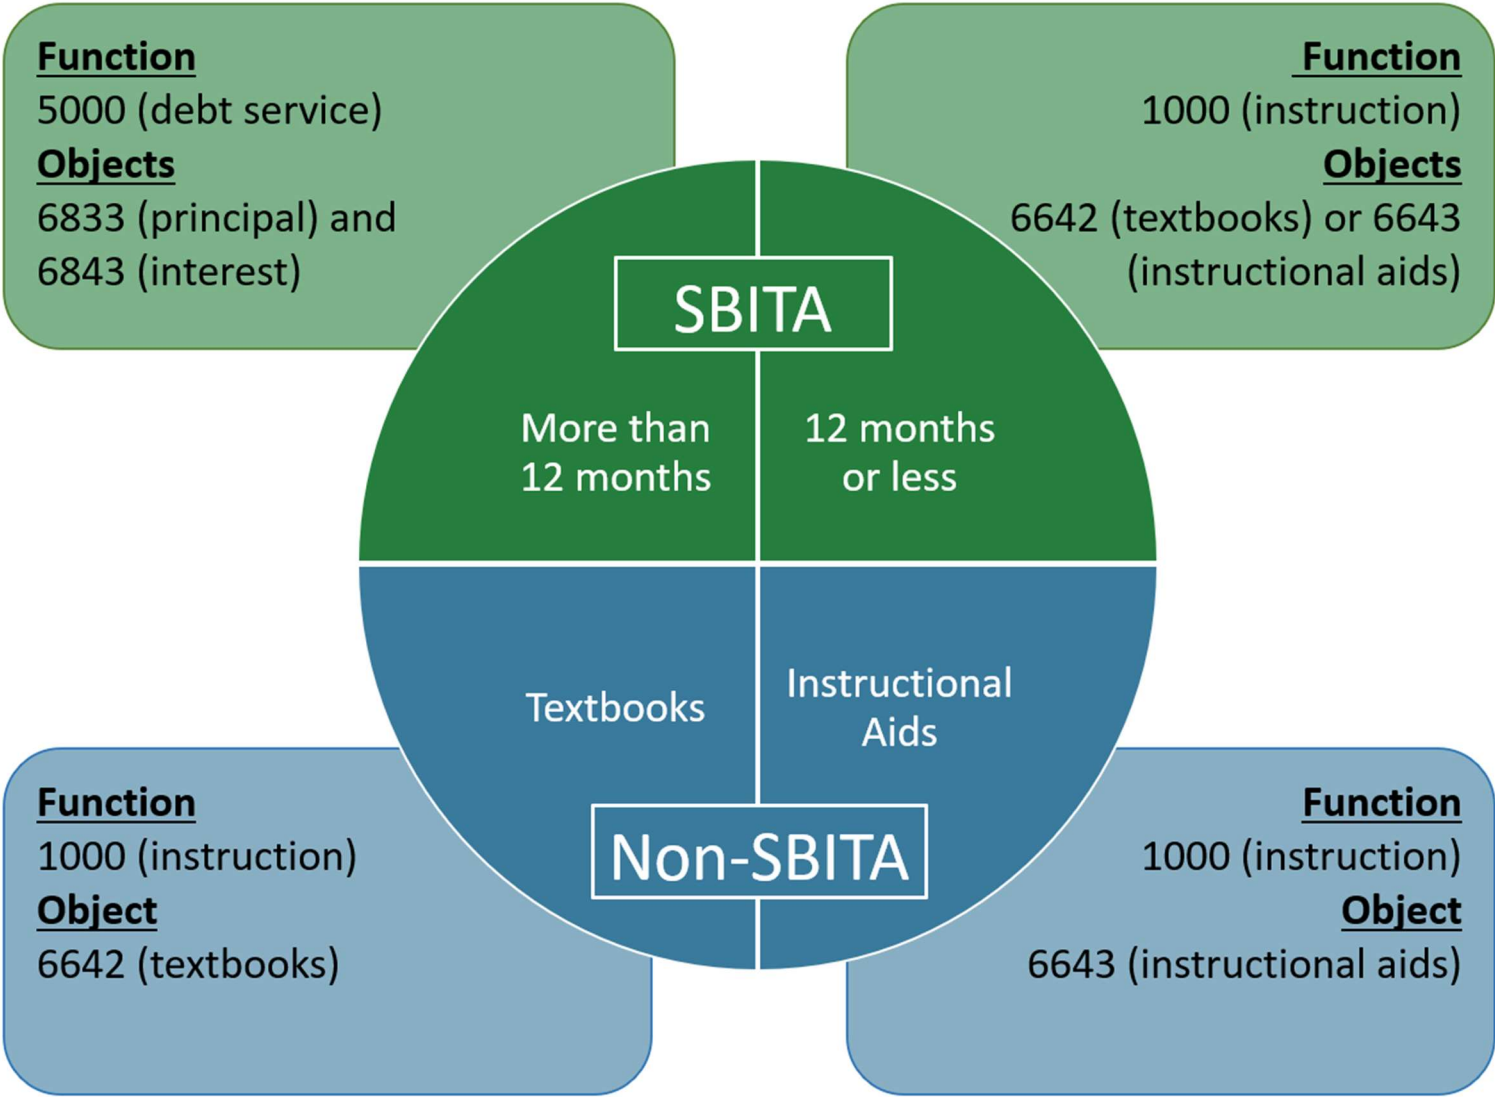 Function
5000 (debt service)
Objects
6833 (principal) and
6843 (interest)
Function
1000 (instruction)
Objects
6642 (textbooks) or 6643
(instructional aids)
SBITA
More than
12 months
12 months
or less
Textbooks
Instructional
Aids
Non-SBITA
Function
1000 (instruction)
Object
6642 (textbooks)
Function
1000 (instruction)
Object
6643 (instructional aids)